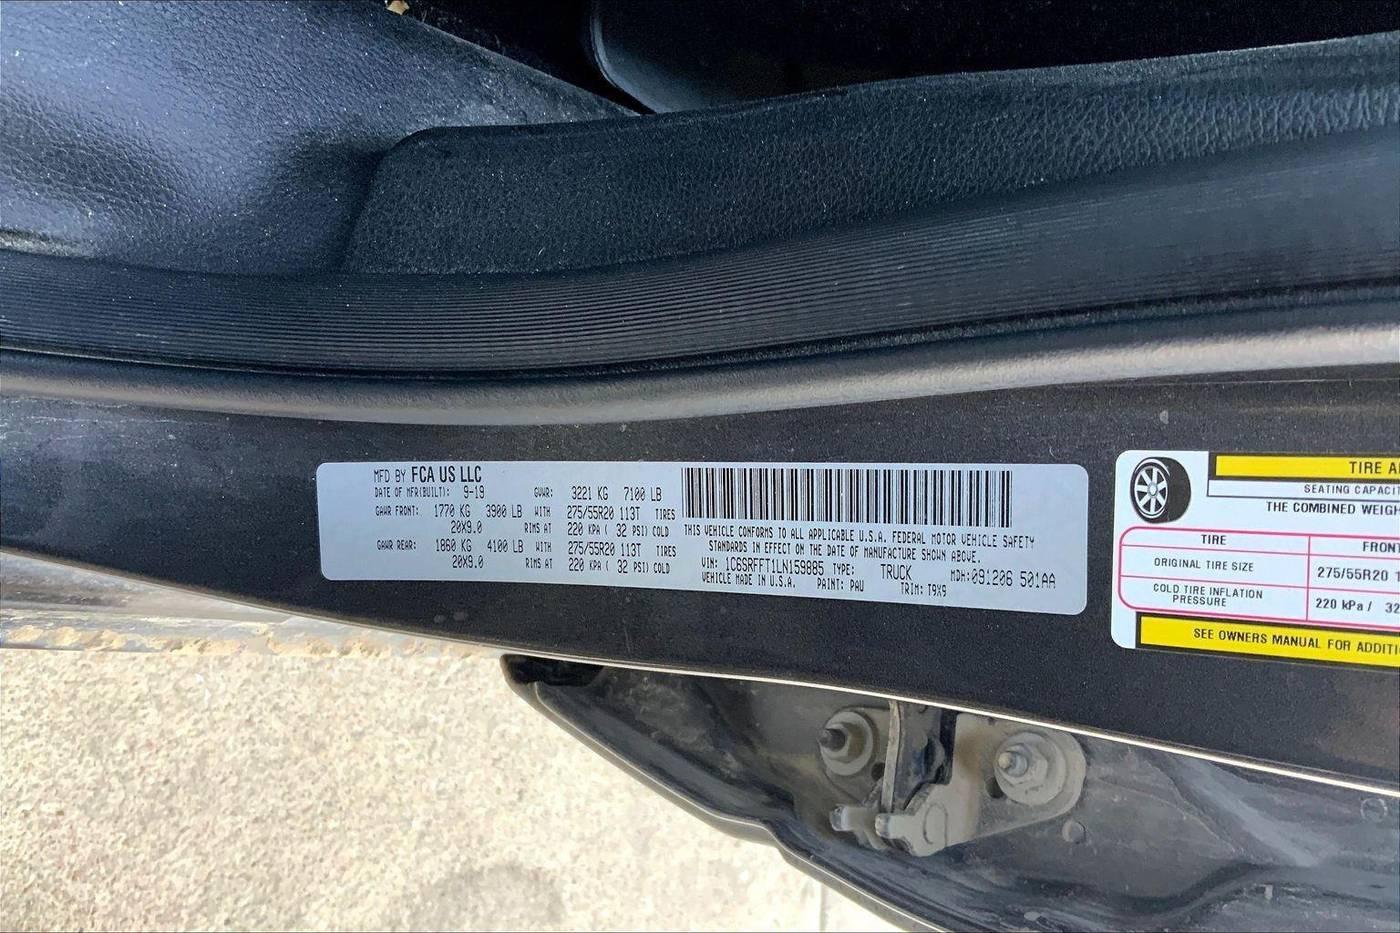 MFD BY FCA US LLC
DATE OF MFR(BUILT): 9-19 GVWR: 3221 KG 7100 LB
GAWR FRONT: 1770 KG 3900 LB WITH 275/55R20 113T TIRES
20X9.0 RIMS AT 220 KPA ( 32 PSI) COLD
GAWR REAR: 1860 KG 4100 LB WITH 275/55R20 113T TIRES
20X9.0 RIMS AT 220 KPA ( 32 PSI) COLD
THIS VEHICLE CONFORMS TO ALL APPLICABLE U.S.A. FEDERAL MOTOR VEHICLE SAFETY
STANDARDS IN EFFECT ON THE DATE OF MANUFACTURE SHOWN ABOVE.
VIN: 1C6SRFFT1LN159885 TYPE: TRUCK MDH:091206 501AA
VEHICLE MADE IN U.S.A. PAINT: PAU TRIM: T9X9
TIRE A
SEATING CAPACIT
THE COMBINED WEIGH
TIRE FRONT
ORIGINAL TIRE SIZE 275/55R20 1
COLD TIRE INFLATION PRESSURE 220 kPa / 32
SEE OWNERS MANUAL FOR ADDITI